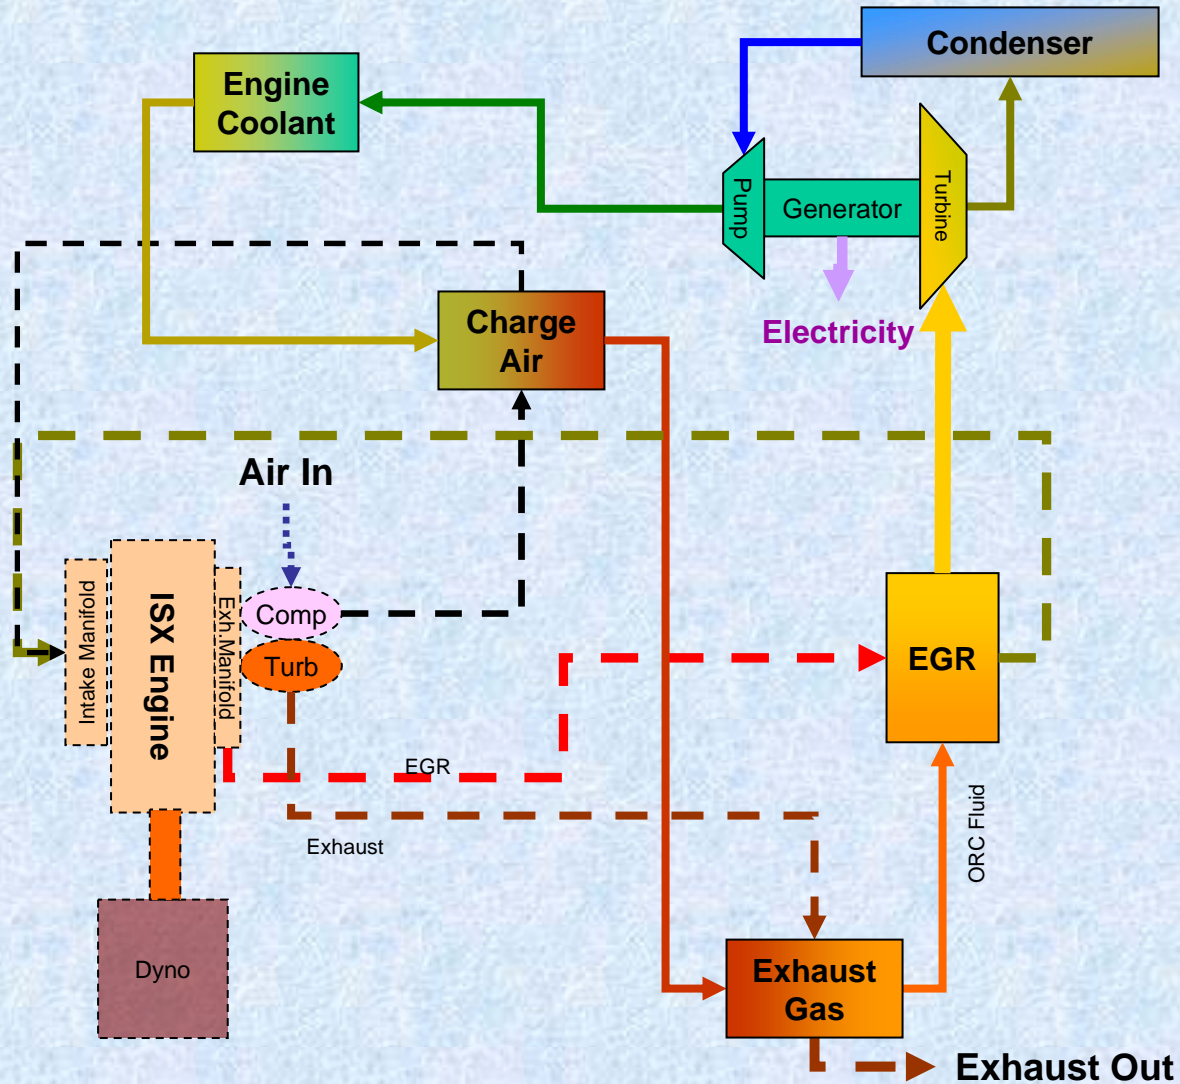 Condenser
Engine
Coolant
Pump
Generator
Turbine
Electricity
Charge
Air
Air In
Intake Manifold
ISX Engine
Exh.Manifold
Comp
Turb
EGR
EGR
Exhaust
ORC Fluid
Dyno
Exhaust
Gas
Exhaust Out